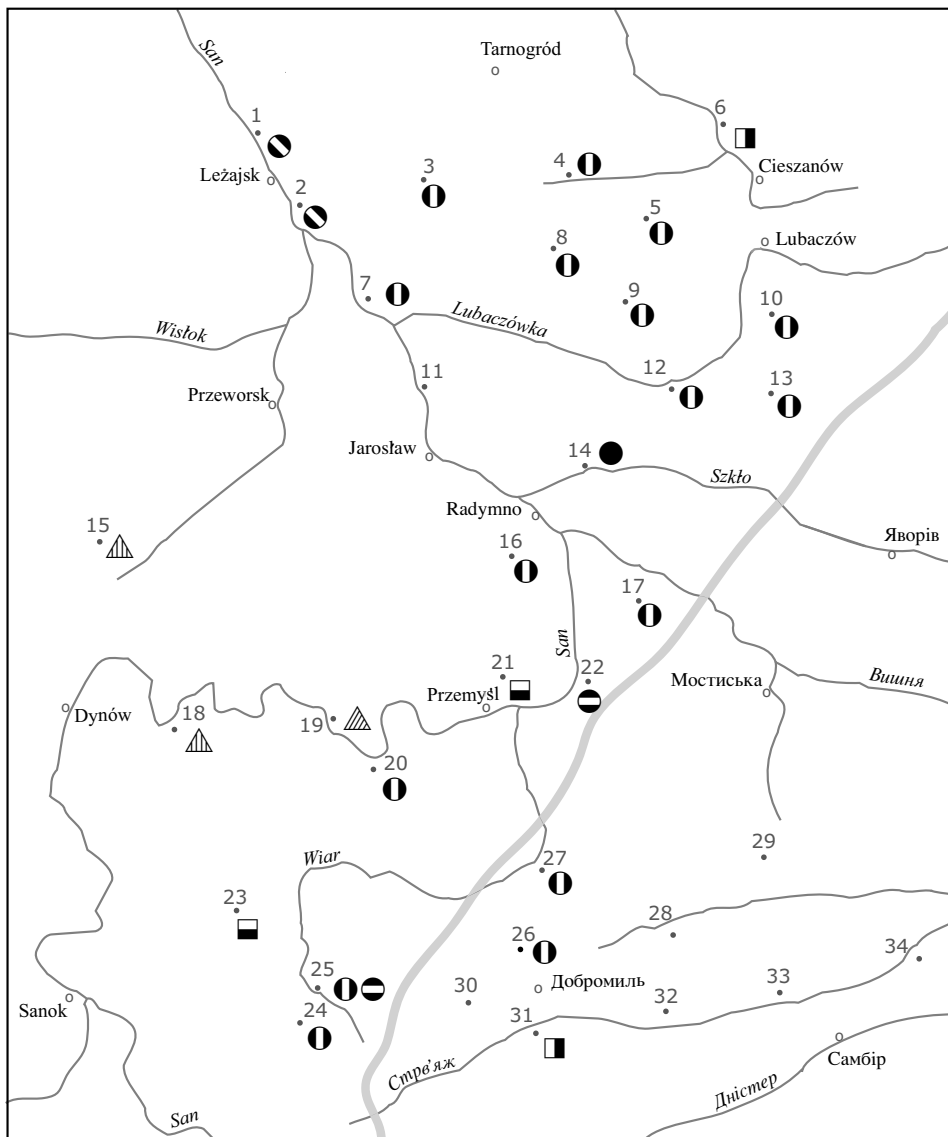 San
Tarnogród
1
6
Leżajsk
3
4
Cieszanów
2
5
Lubaczów
8
7
9
10
Lubaczówka
Wisłok
11
12
13
Przeworsk
Jarosław
14
Szkło
Radymno
15
16
Яворів
17
San
21
22
Мостиська
Вишня
Dynów
Przemyśl
18
19
20
Wiar
27
29
23
28
26
34
25
30
Добромиль
33
Sanok
24
32
31
Стрв'яж
Самбір
Дністер
San